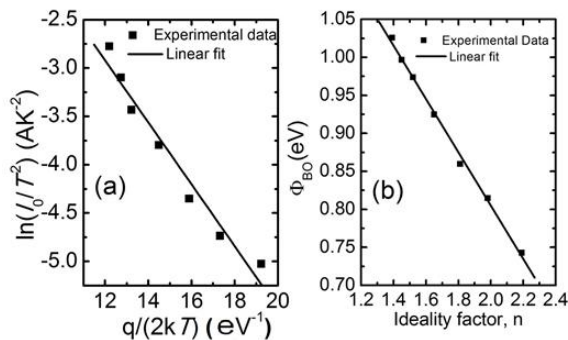 -2.5
-3.0
-3.5
-4.0
-4.5
-5.0
ln(I₀/T²) (AK⁻²)
Experimental data
Linear fit
(a)
12 14 16 18 20
q/(2kT) (eV⁻¹)
1.05
1.00
0.95
0.90
0.85
0.80
0.75
0.70
Φ_BO(eV)
Experimental Data
Linear fit
(b)
1.2 1.4 1.6 1.8 2.0 2.2 2.4
Ideality factor, n